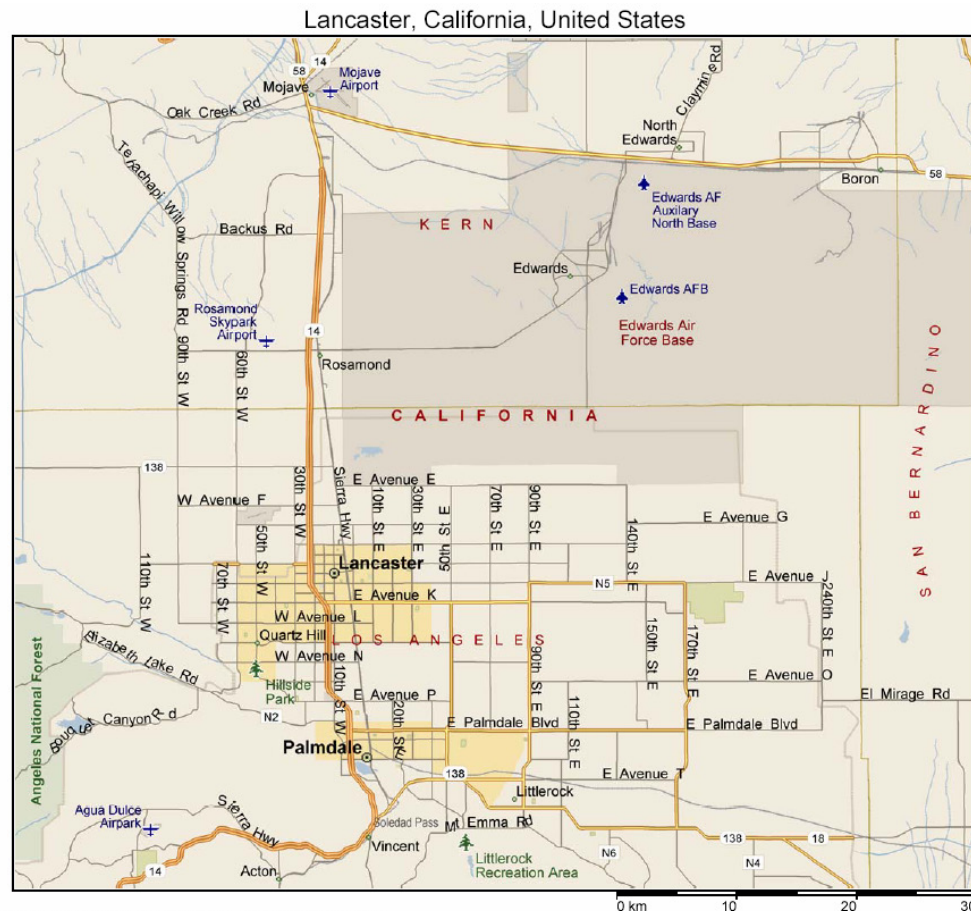 Lancaster, California, United States
58
14
Mojave
Mojave
Airport
Oak Creek Rd
Claymine Rd
North
Edwards
Boron
58
Tehachapi Willow Springs Rd
Edwards AF
Auxilary
North Base
KERN
Backus Rd
Edwards
Edwards AFB
Rosamond
Skypark
Airport
Edwards Air
Force Base
14
90th St W
60th St W
Rosamond
CALIFORNIA
SAN BERNARDINO
138
30th St W
Sierra Hwy
E Avenue E
10th St E
30th St E
50th St E
70th St E
90th St E
W Avenue F
E Avenue G
140th St E
50th St W
110th St W
70th St W
Lancaster
N5
E Avenue J
240th St E
E Avenue K
W Avenue L
Quartz Hill
LOS ANGELES
150th St E
170th St E
Elizabeth Lake Rd
W Avenue N
10th St W
90th St E
Hillside
Park
E Avenue O
E Avenue P
El Mirage Rd
Angeles National Forest
Bouquet Canyon Rd
N2
20th St
110th St E
E Palmdale Blvd
E Palmdale Blvd
Palmdale
138
E Avenue T
Littlerock
Agua Dulce
Airpark
Sierra Hwy
Soledad Pass
Mt Emma Rd
Vincent
138
18
N6
N4
Littlerock
Recreation Area
14
Acton
0 km
10
20
30